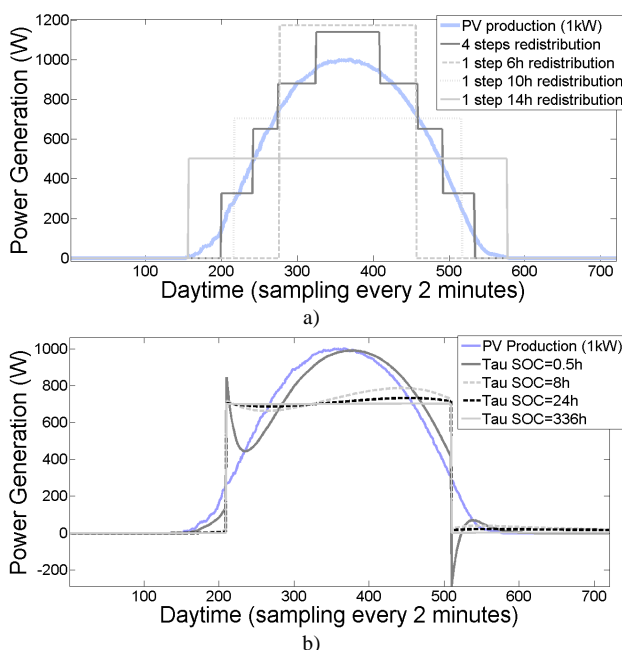 1200
1000
800
600
400
200
0
Power Generation (W)
PV production (1kW)
4 steps redistribution
1 step 6h redistribution
1 step 10h redistribution
1 step 14h redistribution
100 200 300 400 500 600 700
Daytime (sampling every 2 minutes)
a)
1000
800
600
400
200
0
-200
Power Generation (W)
PV Production (1kW)
Tau SOC=0.5h
Tau SOC=8h
Tau SOC=24h
Tau SOC=336h
100 200 300 400 500 600 700
Daytime (sampling every 2 minutes)
b)